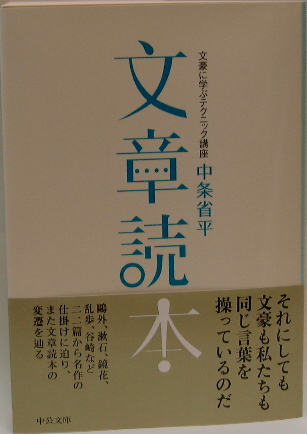 文豪に学ぶテクニック講座
中条省平
文章読本
それにしても
文豪も私たちも
同じ言葉を
操っているのだ
鷗外、漱石、鏡花、
乱歩、谷崎など
二二篇から名作の
仕掛けに迫り、
また文章読本の
変遷を辿る
中公文庫